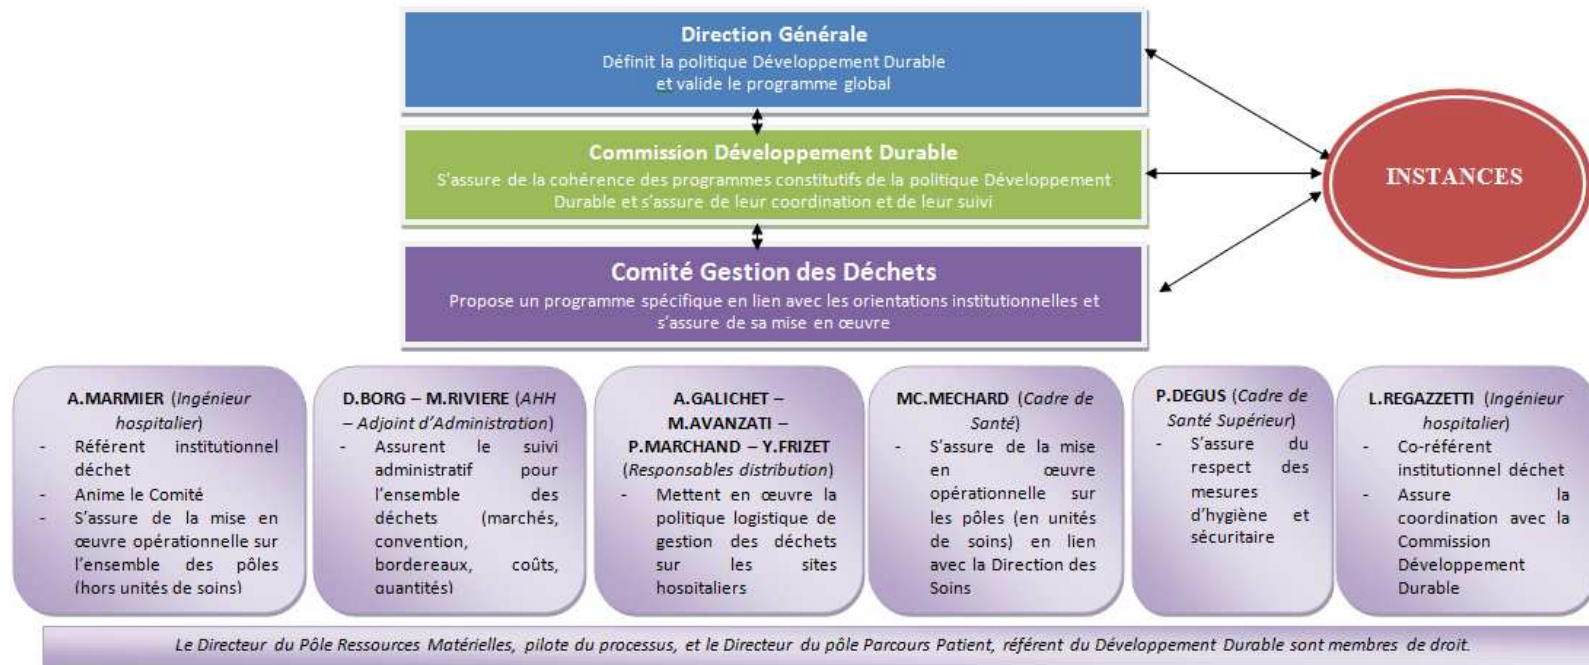 Direction Générale
Définit la politique Développement Durable
et valide le programme global
Commission Développement Durable
S'assure de la cohérence des programmes constitutifs de la politique Développement
Durable et s'assure de leur coordination et de leur suivi
Comité Gestion des Déchets
Propose un programme spécifique en lien avec les orientations institutionnelles et
s'assure de sa mise en œuvre
INSTANCES
A.MARMIER (Ingénieur
hospitalier)
- Référent institutionnel
déchet
- Anime le Comité
- S'assure de la mise en
œuvre opérationnelle sur
l'ensemble des pôles
(hors unités de soins)
D.BORG – M.RIVIERE (AHH
– Adjoint d'Administration)
- Assurent le suivi
administratif pour
l'ensemble des
déchets (marchés,
convention,
bordereaux, coûts,
quantités)
A.GALICHET –
M.AVANZATI –
P.MARCHAND – Y.FRIZET
(Responsables distribution)
- Mettent en œuvre la
politique logistique de
gestion des déchets
sur les sites
hospitaliers
MC.MECHARD (Cadre de
Santé)
- S'assure de la mise
en œuvre
opérationnelle sur
les pôles (en unités
de soins) en lien
avec la Direction des
Soins
P.DEGUS (Cadre de
Santé Supérieur)
- S'assure du
respect des
mesures
d'hygiène et
sécuritaire
L.REGAZZETTI (Ingénieur
hospitalier)
- Co-référent
institutionnel déchet
- Assure la
coordination avec la
Commission
Développement
Durable
Le Directeur du Pôle Ressources Matérielles, pilote du processus, et le Directeur du pôle Parcours Patient, référent du Développement Durable sont membres de droit.